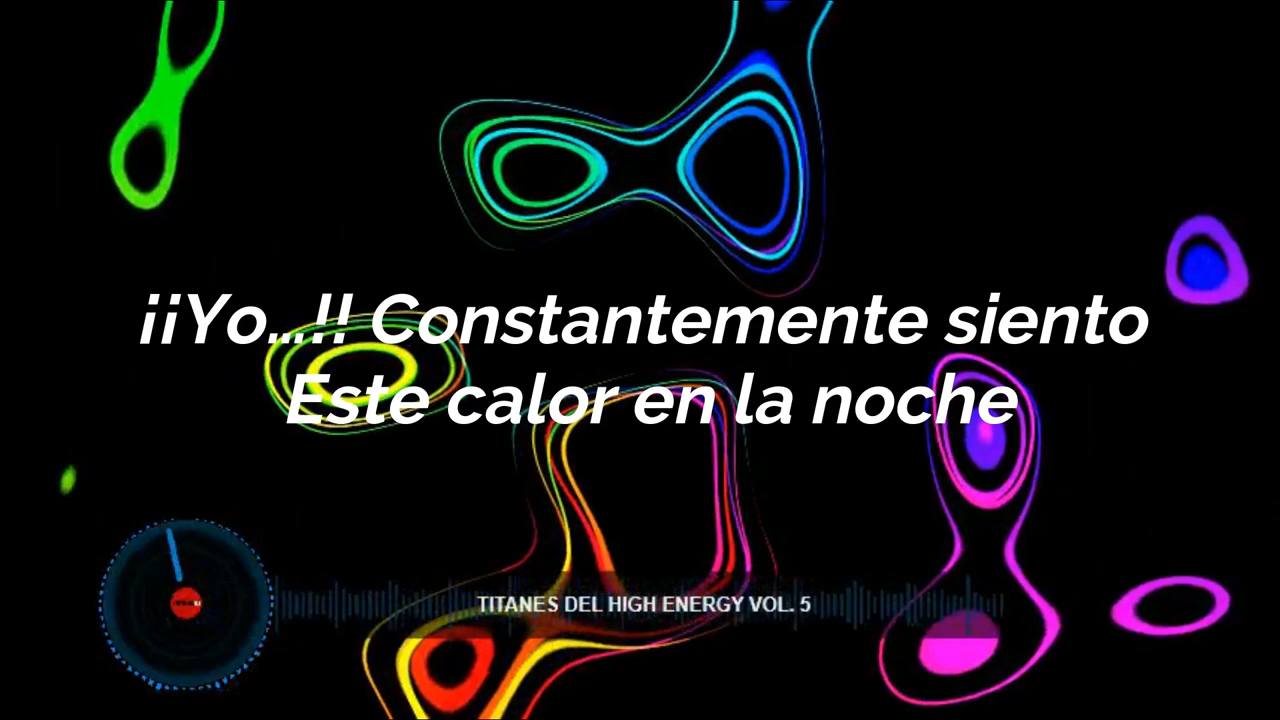 ¡¡Yo...!! Constantemente siento
Este calor en la noche
TITANES DEL HIGH ENERGY VOL. 5